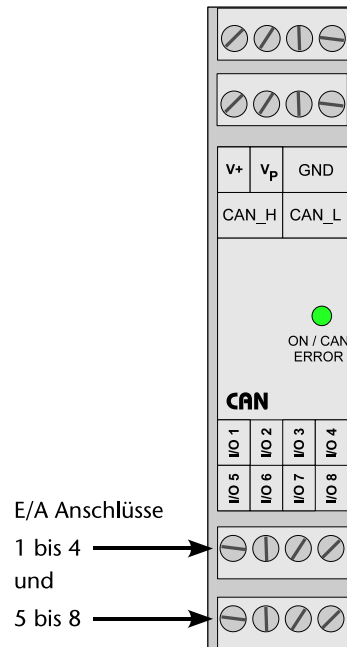 V+ VP GND
CAN_H CAN_L
ON / CAN
ERROR
CAN
I/O 1 I/O 2 I/O 3 I/O 4
I/O 5 I/O 6 I/O 7 I/O 8
E/A Anschlüsse
1 bis 4
und
5 bis 8